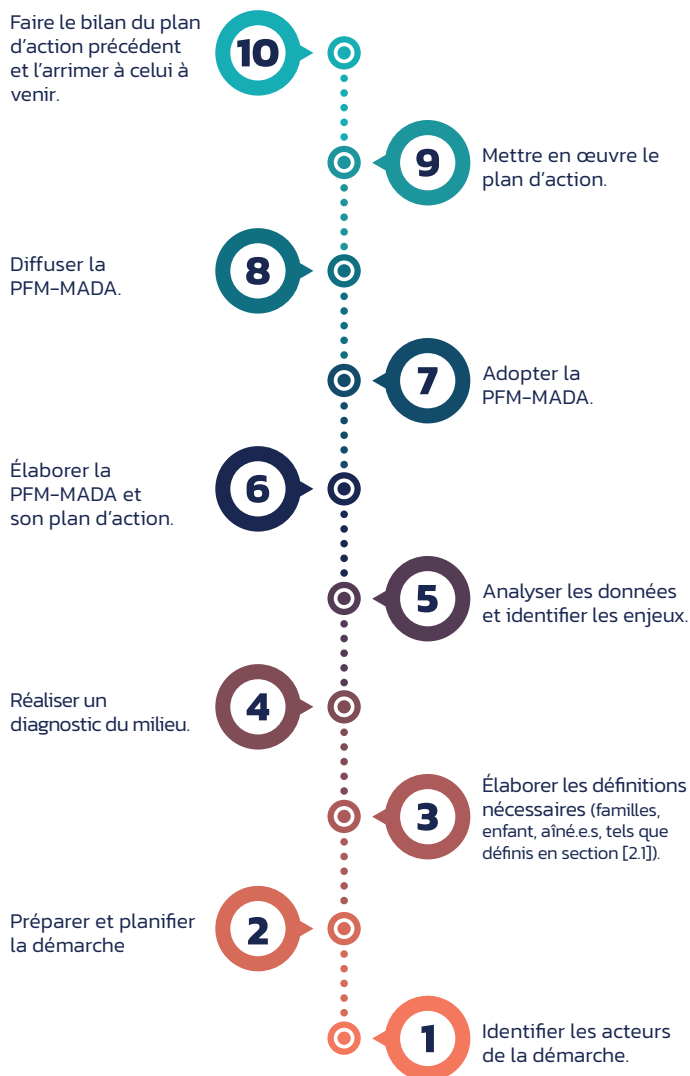 Faire le bilan du plan
d'action précédent
et l'arrimer à celui à
venir.
10
9
Mettre en œuvre le
plan d'action.
Diffuser la
PFM-MADA.
8
7
Adopter la
PFM-MADA.
Élaborer la
PFM-MADA et
son plan d'action.
6
5
Analyser les données
et identifier les enjeux.
Réaliser un
diagnostic du milieu.
4
3
Élaborer les définitions
nécessaires (familles,
enfant, aîné.e.s, tels que
définis en section [2.1]).
Préparer et planifier
la démarche
2
1
Identifier les acteurs
de la démarche.